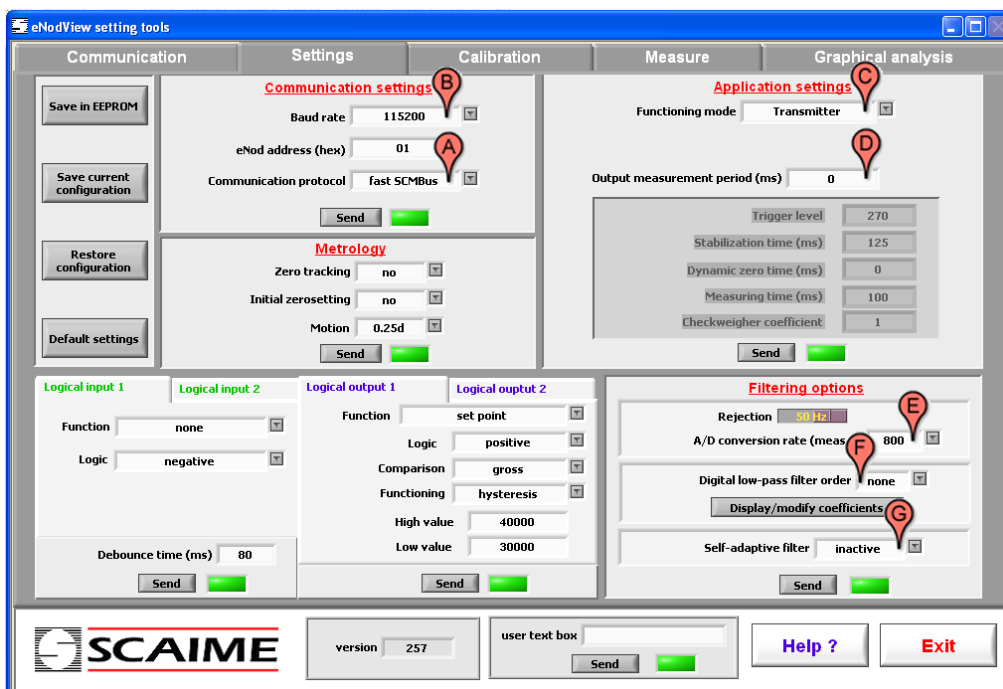 eNodView setting tools
Communication
Settings
Calibration
Measure
Graphical analysis
Save in EEPROM
Save current configuration
Restore configuration
Default settings
Communication settings
B
Baud rate 115200
eNod address (hex) 01
A
Communication protocol fast SCMBus
Send
Metrology
Zero tracking no
Initial zerosetting no
Motion 0.25d
Send
Application settings
C
Functioning mode Transmitter
D
Output measurement period (ms) 0
Trigger level 270
Stabilization time (ms) 125
Dynamic zero time (ms) 0
Measuring time (ms) 100
Checkweigher coefficient 1
Send
Logical input 1
Logical input 2
Function none
Logic negative
Debounce time (ms) 80
Send
Logical output 1
Logical ouptut 2
Function set point
Logic positive
Comparison gross
Functioning hysteresis
High value 40000
Low value 30000
Send
Filtering options
Rejection 50 Hz
E
A/D conversion rate (meas 800
F
Digital low-pass filter order none
Display/modify coefficients
G
Self-adaptive filter inactive
Send
SCAIME
version 257
user text box
Send
Help ?
Exit